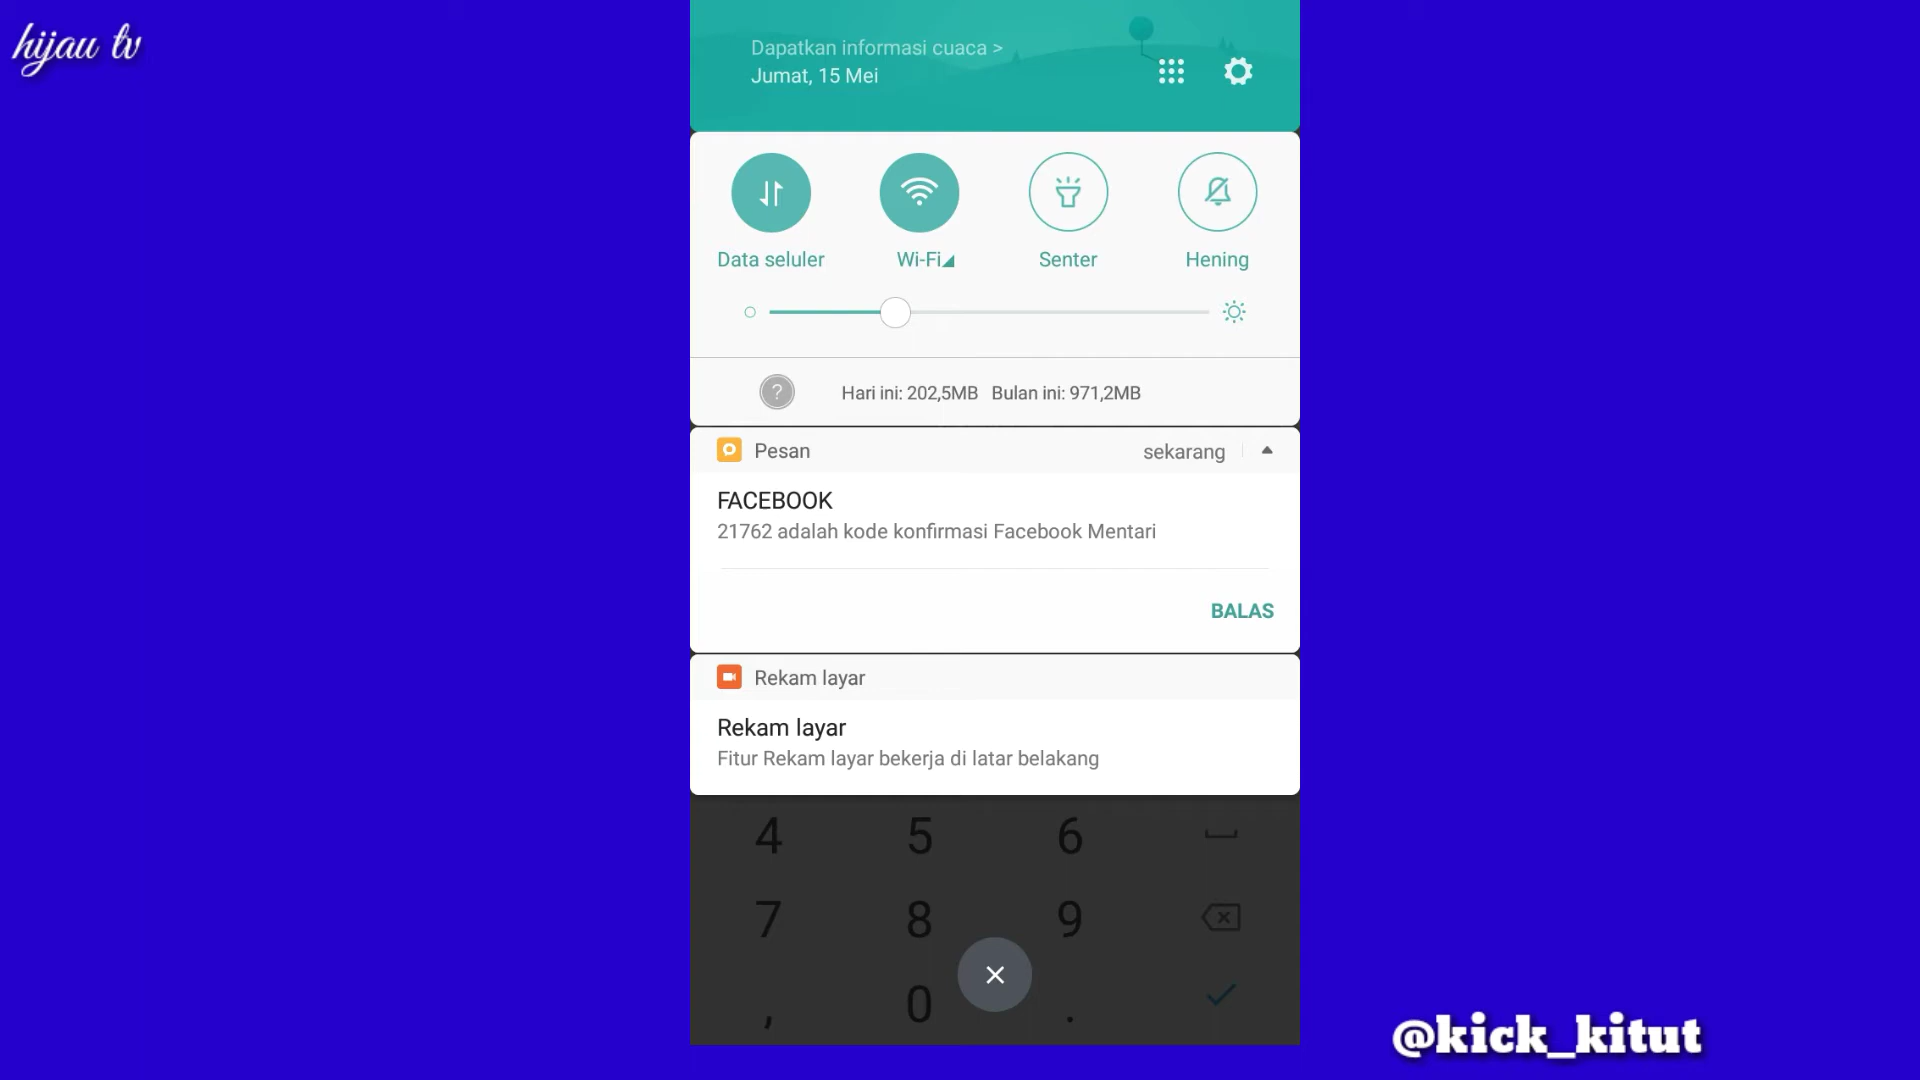 hijau tv
Dapatkan informasi cuaca >
Jumat, 15 Mei
Data seluler
Wi-Fi
Senter
Hening
?
Hari ini: 202,5MB Bulan ini: 971,2MB
Pesan
sekarang
FACEBOOK
21762 adalah kode konfirmasi Facebook Mentari
BALAS
Rekam layar
Rekam layar
Fitur Rekam layar bekerja di latar belakang
4 5 6
7 8 9
, 0 .
@kick_kitut